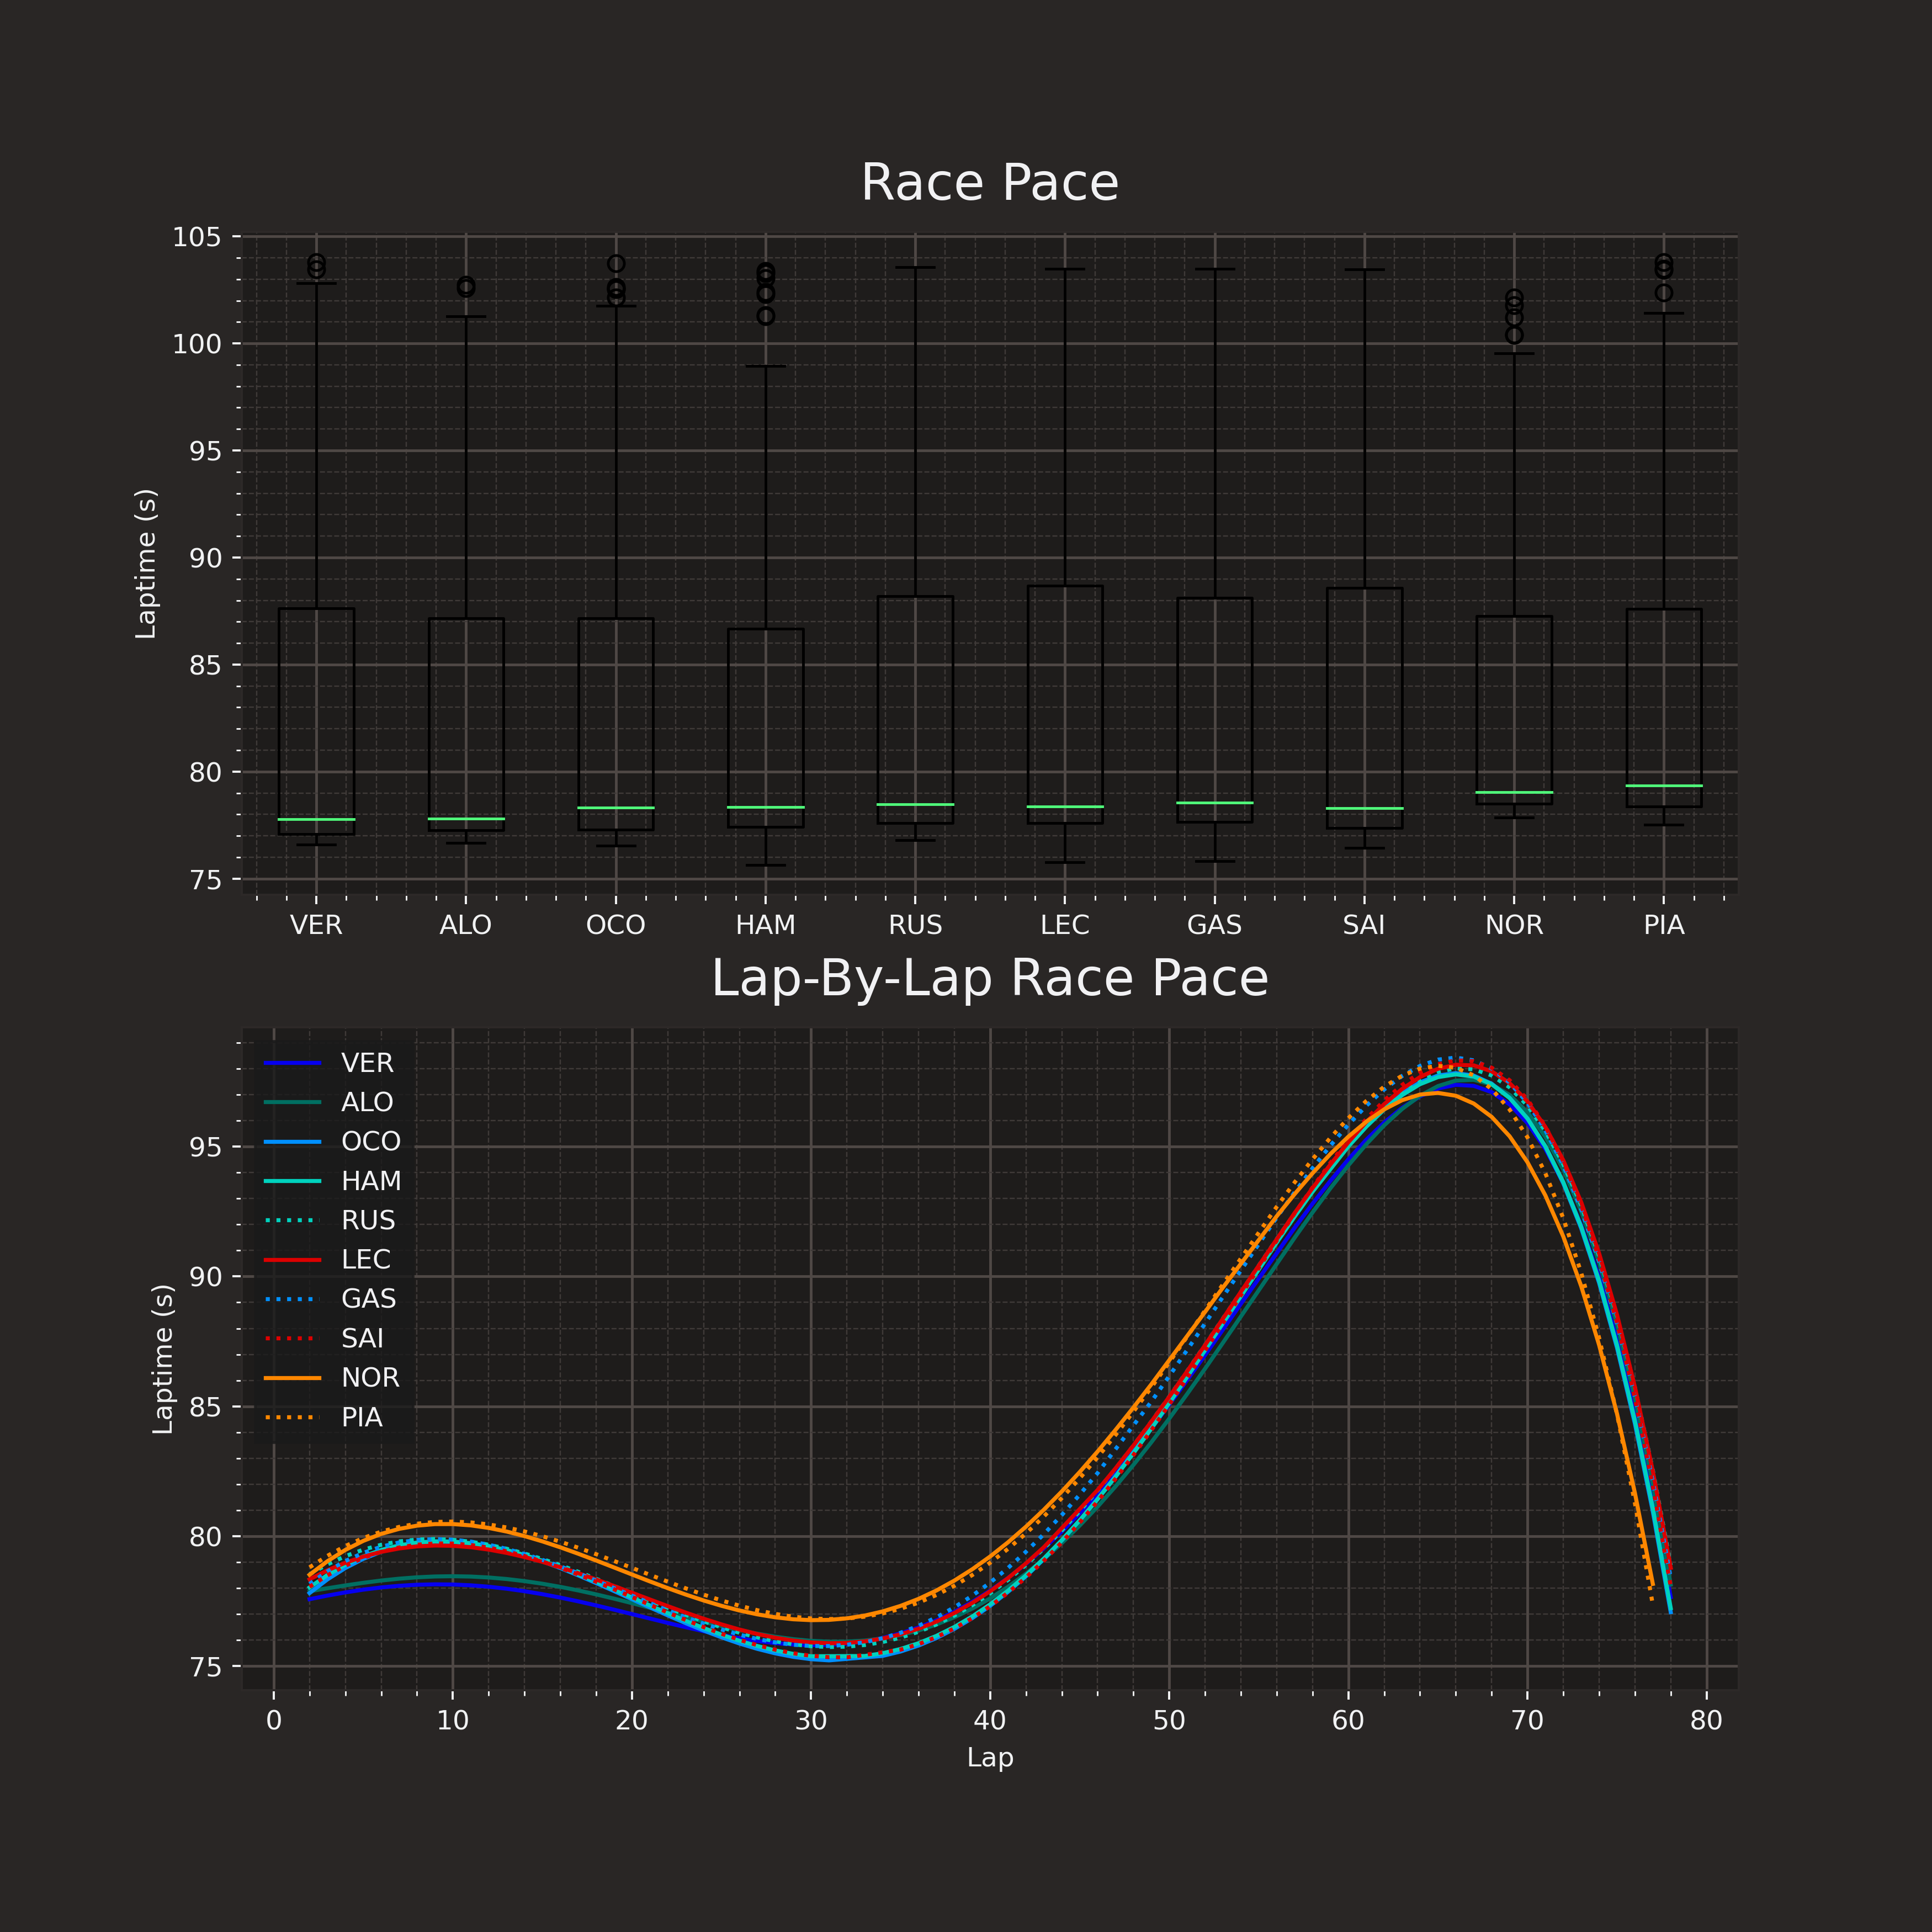 Race Pace
105
100
95
90
85
80
75
Laptime (s)
VER ALO OCO HAM RUS LEC GAS SAI NOR PIA
Lap-By-Lap Race Pace
VER
ALO
OCO
HAM
RUS
LEC
GAS
SAI
NOR
PIA
95
90
85
80
75
Laptime (s)
0 10 20 30 40 50 60 70 80
Lap